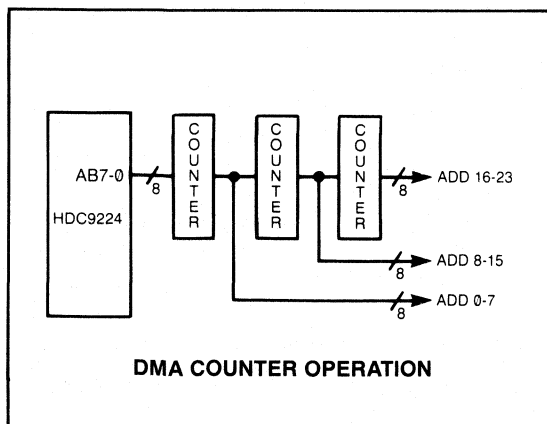 AB7-0
8
HDC9224
COUNTER
COUNTER
COUNTER
8
ADD 16-23
8
ADD 8-15
8
ADD 0-7
DMA COUNTER OPERATION